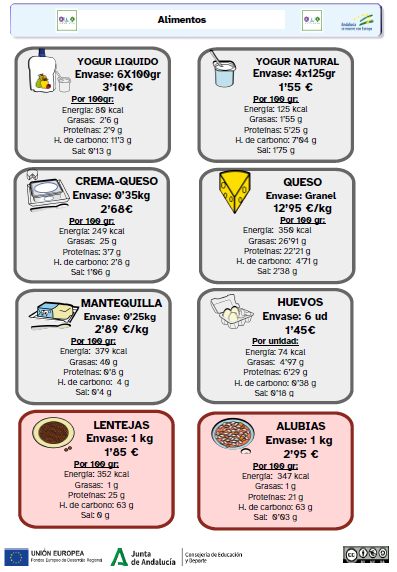 Alimentos
Andalucía
se mueve con Europa
YOGUR LIQUIDO
Envase: 6X100gr
3'10€
Por 100gr:
Energía: 80 kcal
Grasas: 2'6 g
Proteínas: 2'9 g
H. de carbono: 11'3 g
Sal: 0'13 g
YOGUR NATURAL
Envase: 4x125gr
1'55 €
Por 100 gr:
Energía: 125 kcal
Grasas: 1'55 g
Proteínas: 5'25 g
H. de carbono: 7'04 g
Sal: 1'75 g
CREMA-QUESO
Envase: 0'35kg
2'68€
Por 100 gr:
Energía: 249 kcal
Grasas: 25 g
Proteínas: 3'7 g
H. de carbono: 2'8 g
Sal: 1'06 g
QUESO
Envase: Granel
12'95 €/kg
Por 100 gr:
Energía: 350 kcal
Grasas: 26'91 g
Proteínas: 22'21 g
H. de carbono: 4'71 g
Sal: 2'38 g
MANTEQUILLA
Envase: 0'25kg
2'89 €/kg
Por 100 gr:
Energía: 379 kcal
Grasas: 40 g
Proteínas: 0'8 g
H. de carbono: 4 g
Sal: 0'4 g
HUEVOS
Envase: 6 ud
1'45€
Por unidad:
Energía: 74 kcal
Grasas: 4'97 g
Proteínas: 6'29 g
H. de carbono: 0'38 g
Sal: 0'18 g
LENTEJAS
Envase: 1 kg
1'85 €
Por 100 gr:
Energía: 352 kcal
Grasas: 1 g
Proteínas: 25 g
H. de carbono: 63 g
Sal: 0 g
ALUBIAS
Envase: 1 kg
2'95 €
Por 100 gr:
Energía: 347 kcal
Grasas: 1 g
Proteínas: 21 g
H. de carbono: 63 g
Sal: 0'03 g
UNIÓN EUROPEA
Fondo Europeo de Desarrollo Regional
Junta
de Andalucía
Consejería de Educación
y Deporte